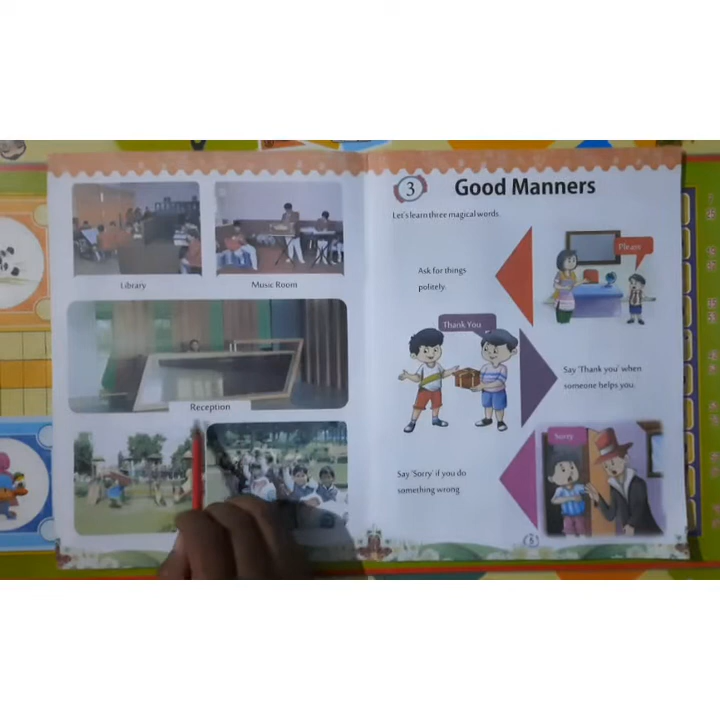 Library
Music Room
Reception
3
Good Manners
Let's learn three magical words.
Please
Ask for things
politely.
Thank You
Say 'Thank you' when
someone helps you.
Sorry
Say 'Sorry' if you do
something wrong